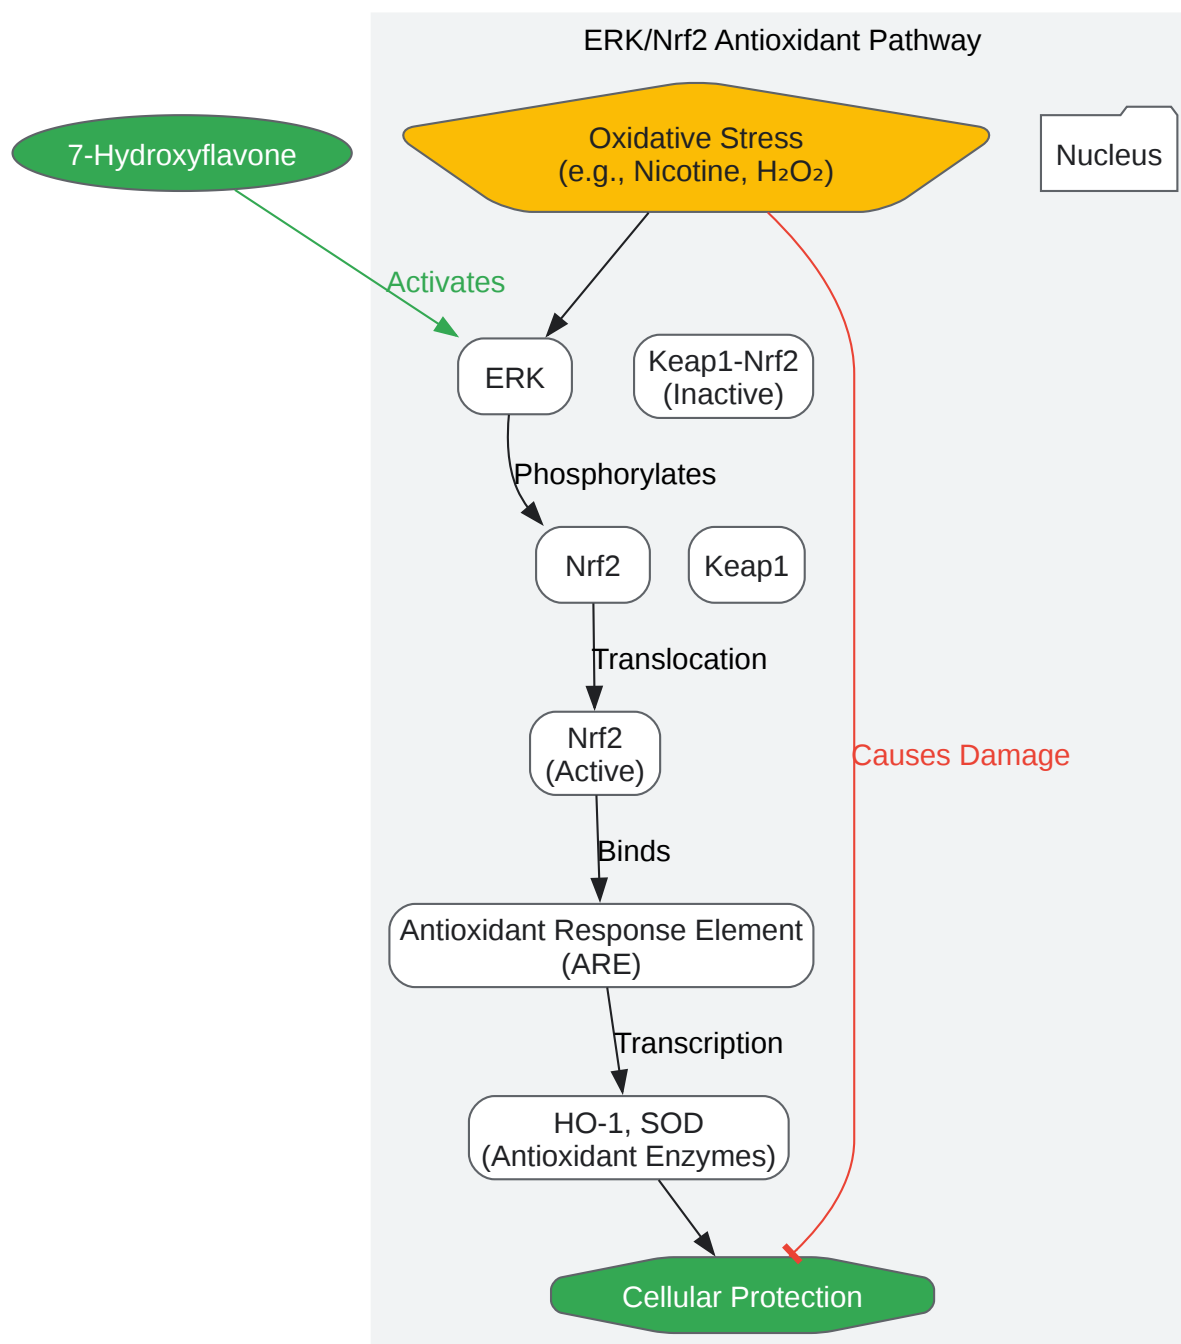 ERK/Nrf2 Antioxidant Pathway
7-Hydroxyflavone
Oxidative Stress
(e.g., Nicotine, H₂O₂)
Nucleus
Activates
ERK
Keap1-Nrf2
(Inactive)
Phosphorylates
Nrf2
Keap1
Translocation
Nrf2
(Active)
Causes Damage
Binds
Antioxidant Response Element
(ARE)
Transcription
HO-1, SOD
(Antioxidant Enzymes)
Cellular Protection